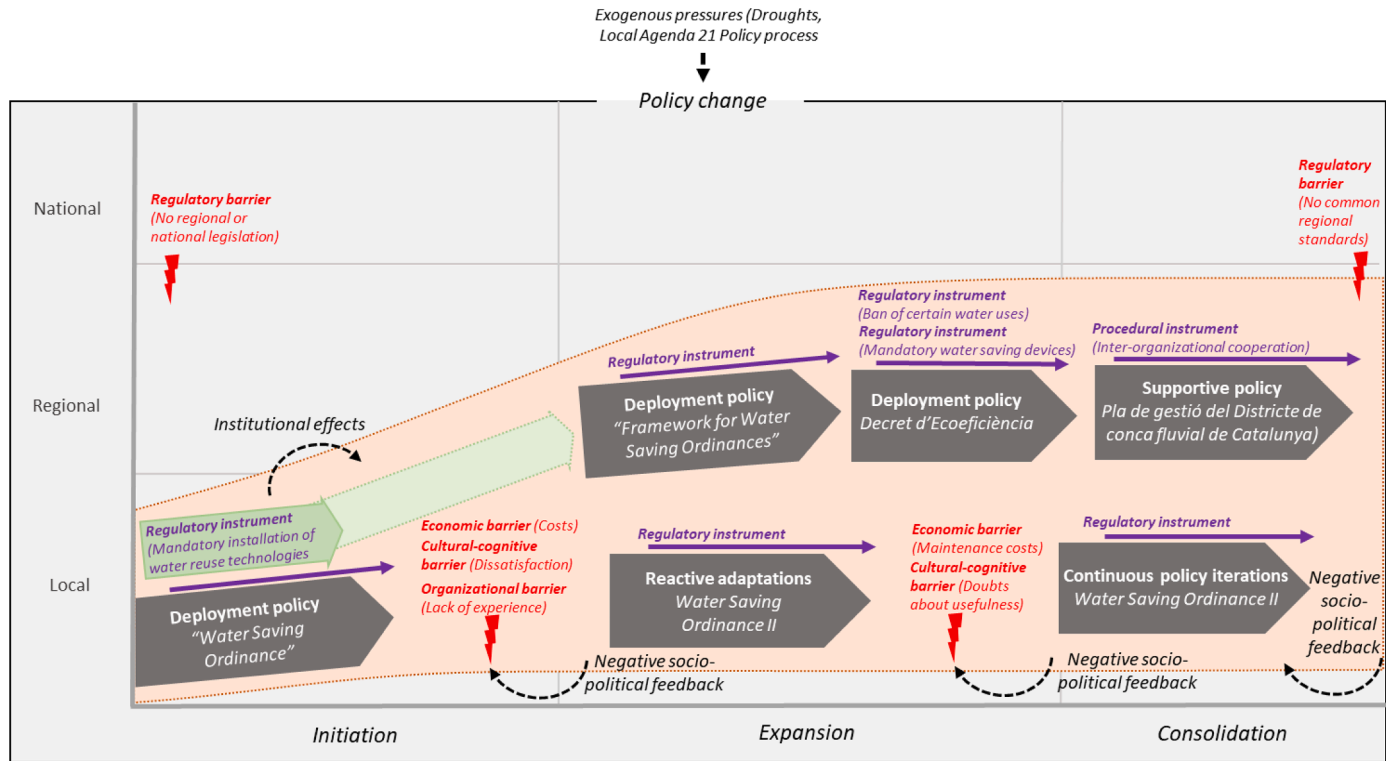 Exogenous pressures (Droughts,
Local Agenda 21 Policy process
Policy change
National
Regulatory barrier
(No regional or
national legislation)
Regulatory
barrier
(No common
regional
standards)
Regional
Institutional effects
Regulatory instrument
Deployment policy
“Framework for Water
Saving Ordinances”
Regulatory instrument
(Ban of certain water uses)
Regulatory instrument
(Mandatory water saving devices)
Deployment policy
Decret d’Ecoeficiència
Procedural instrument
(Inter-organizational cooperation)
Supportive policy
Pla de gestió del Districte de
conca fluvial de Catalunya)
Local
Regulatory instrument
(Mandatory installation of
water reuse technologies
Deployment policy
“Water Saving
Ordinance”
Economic barrier (Costs)
Cultural-cognitive
barrier (Dissatisfaction)
Organizational barrier
(Lack of experience)
Negative socio-
political feedback
Regulatory instrument
Reactive adaptations
Water Saving
Ordinance II
Economic barrier
(Maintenance costs)
Cultural-cognitive
barrier (Doubts
about usefulness)
Negative socio-
political feedback
Regulatory instrument
Continuous policy iterations
Water Saving Ordinance II
Negative
socio-
political
feedback
Initiation
Expansion
Consolidation